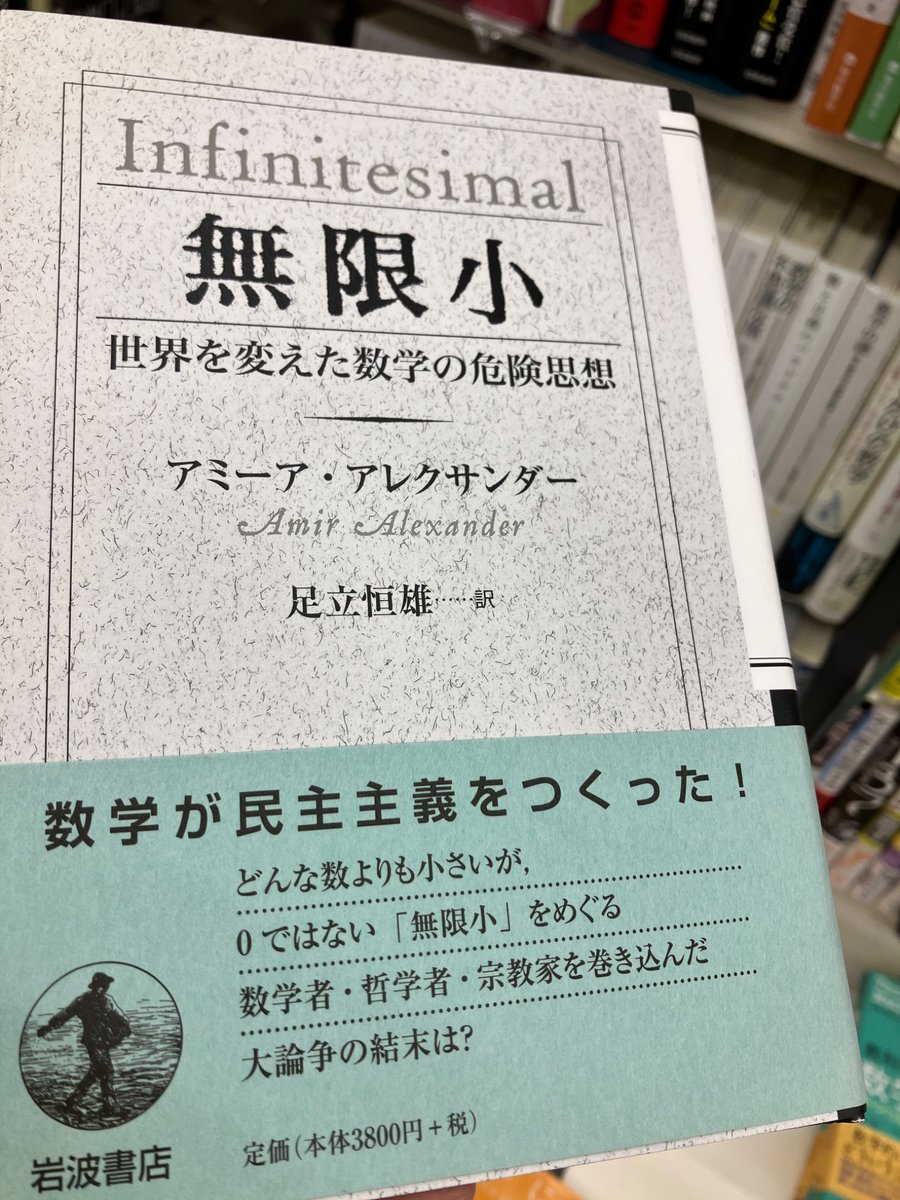 Infinitesimal
無限小
世界を変えた数学の危険思想
アミーア・アレクサンダー
Amir Alexander
足立恒雄……訳
数学が民主主義をつくった！
どんな数よりも小さいが，
0ではない「無限小」をめぐる
数学者・哲学者・宗教家を巻き込んだ
大論争の結末は？
定価（本体3800円＋税）
岩波書店